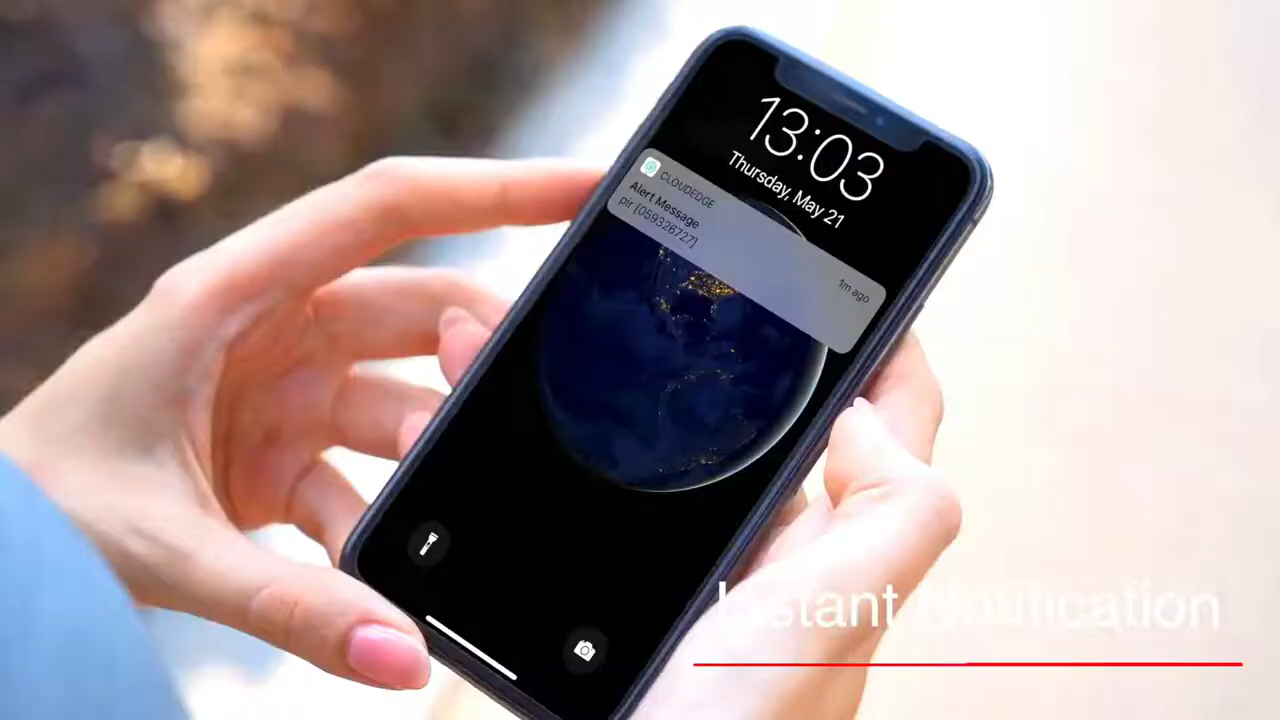 13:03
Thursday, May 21
CLOUDEDGE
Alert Message
pir [059326727]
1m ago
Instant Notification